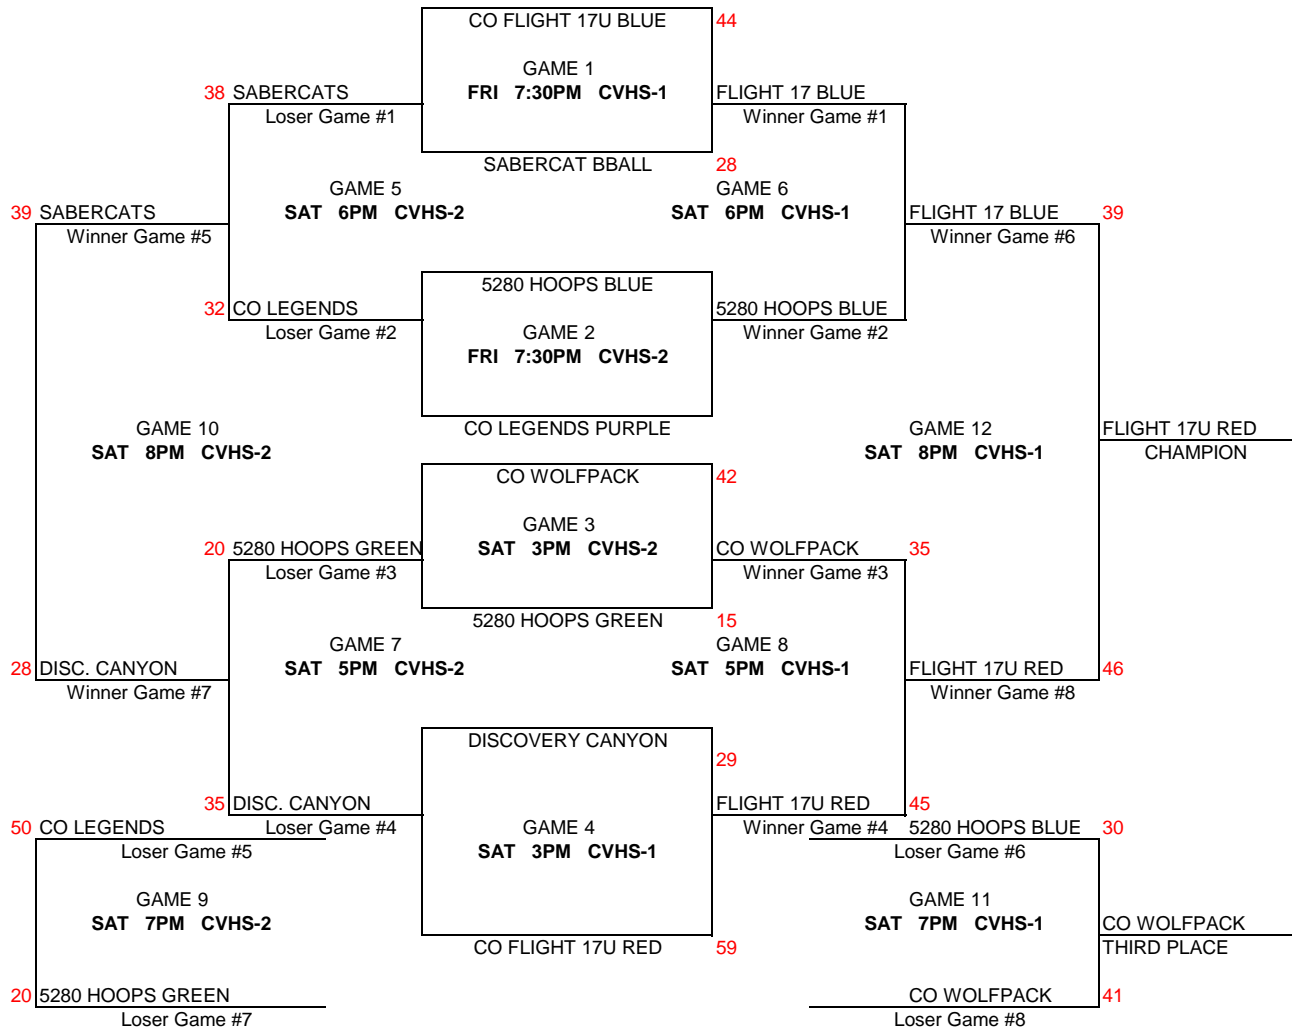 CO FLIGHT 17U BLUE 44
GAME 1
38 SABERCATS FRI 7:30PM CVHS-1 FLIGHT 17 BLUE
Loser Game #1 Winner Game #1
SABERCAT BBALL 28
GAME 5 GAME 6
39 SABERCATS SAT 6PM CVHS-2 SAT 6PM CVHS-1 FLIGHT 17 BLUE 39
Winner Game #5 Winner Game #6
5280 HOOPS BLUE
32 CO LEGENDS 5280 HOOPS BLUE
Loser Game #2 GAME 2 Winner Game #2
FRI 7:30PM CVHS-2
GAME 10 CO LEGENDS PURPLE GAME 12 FLIGHT 17U RED
SAT 8PM CVHS-2 SAT 8PM CVHS-1 CHAMPION
CO WOLFPACK 42
GAME 3
20 5280 HOOPS GREEN SAT 3PM CVHS-2 CO WOLFPACK 35
Loser Game #3 Winner Game #3
5280 HOOPS GREEN 15
GAME 7 GAME 8
28 DISC. CANYON SAT 5PM CVHS-2 SAT 5PM CVHS-1 FLIGHT 17U RED 46
Winner Game #7 Winner Game #8
DISCOVERY CANYON
29
35 DISC. CANYON FLIGHT 17U RED 45
50 CO LEGENDS Loser Game #4 GAME 4 Winner Game #4 5280 HOOPS BLUE 30
Loser Game #5 SAT 3PM CVHS-1 Loser Game #6
GAME 9 GAME 11
SAT 7PM CVHS-2 SAT 7PM CVHS-1 CO WOLFPACK
CO FLIGHT 17U RED 59 THIRD PLACE
20 5280 HOOPS GREEN CO WOLFPACK 41
Loser Game #7 Loser Game #8